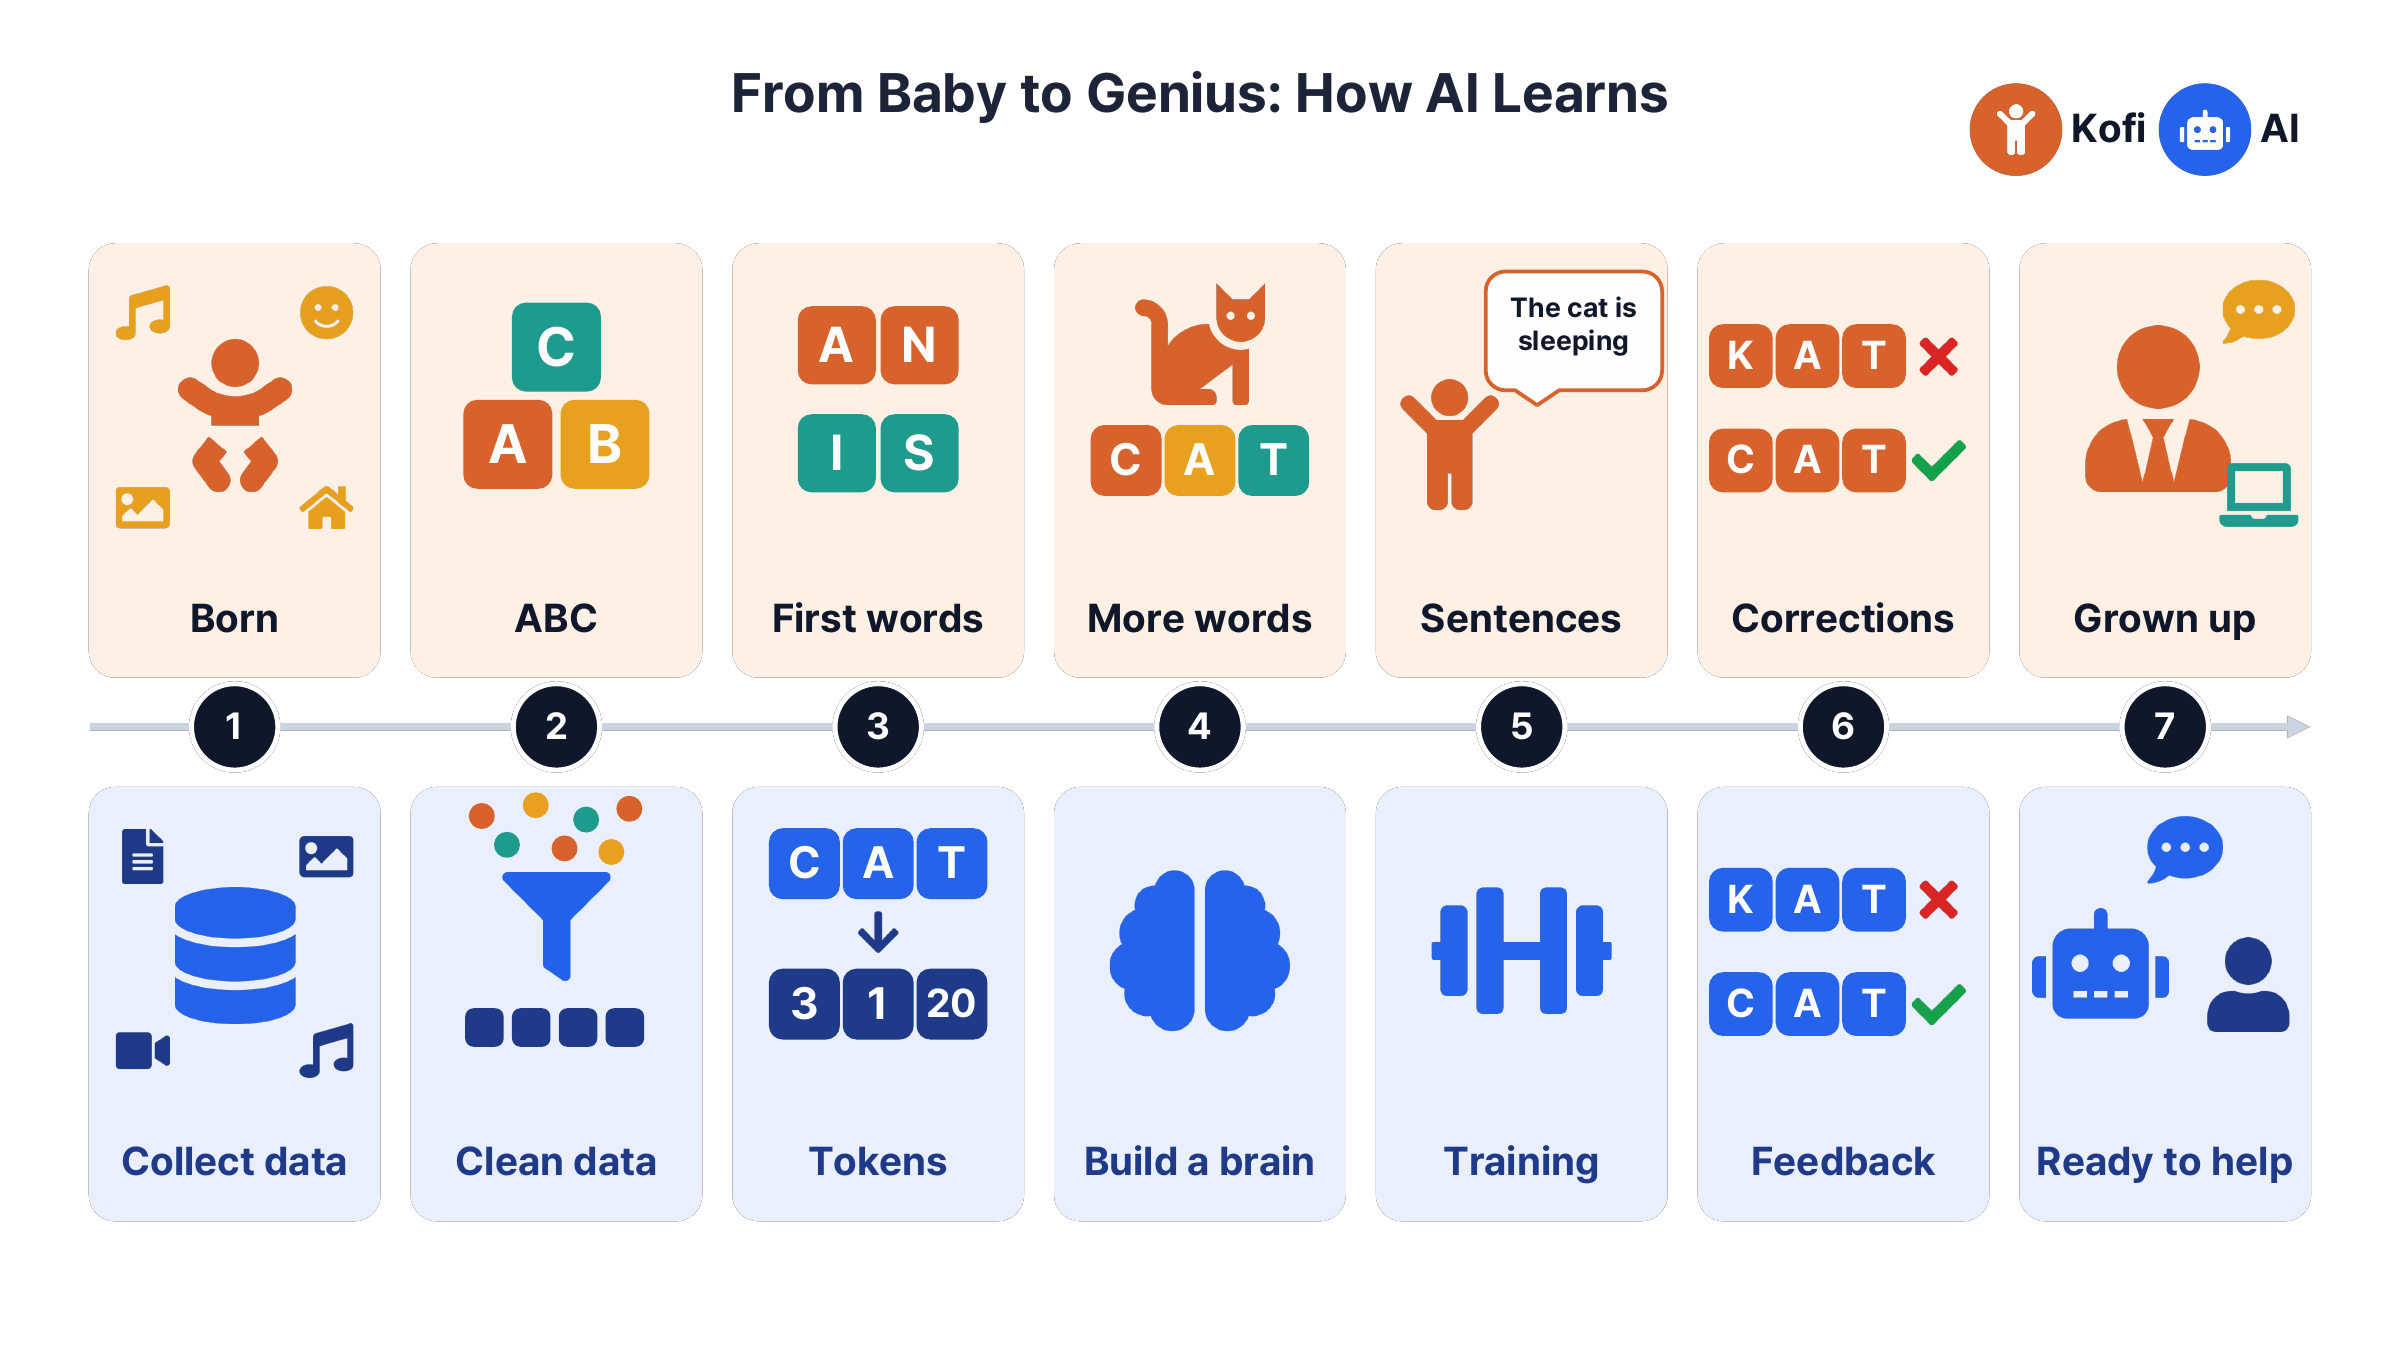 From Baby to Genius: How AI Learns
Kofi AI
C
A B
A N
I S
C A T
The cat is
sleeping
K A T
C A T
Born
ABC
First words
More words
Sentences
Corrections
Grown up
1 2 3 4 5 6 7
C A T
3 1 20
K A T
C A T
Collect data
Clean data
Tokens
Build a brain
Training
Feedback
Ready to help